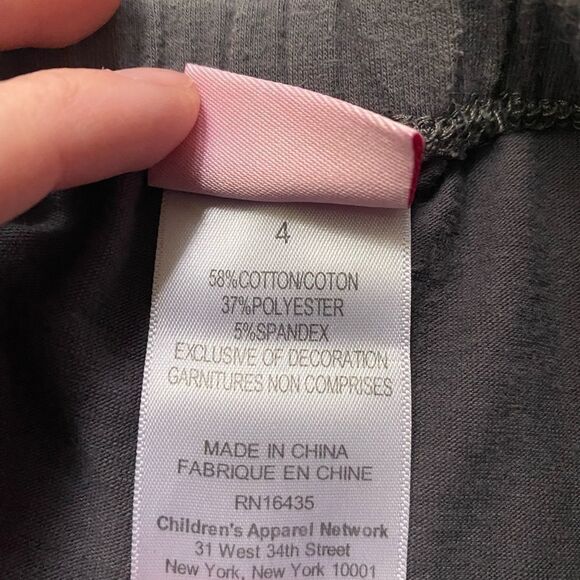 4
58%COTTON/COTON
37%POLYESTER
5%SPANDEX
EXCLUSIVE OF DECORATION
GARNITURES NON COMPRISES
MADE IN CHINA
FABRIQUE EN CHINE
RN16435
Children's Apparel Network
31 West 34th Street
New York, New York 10001